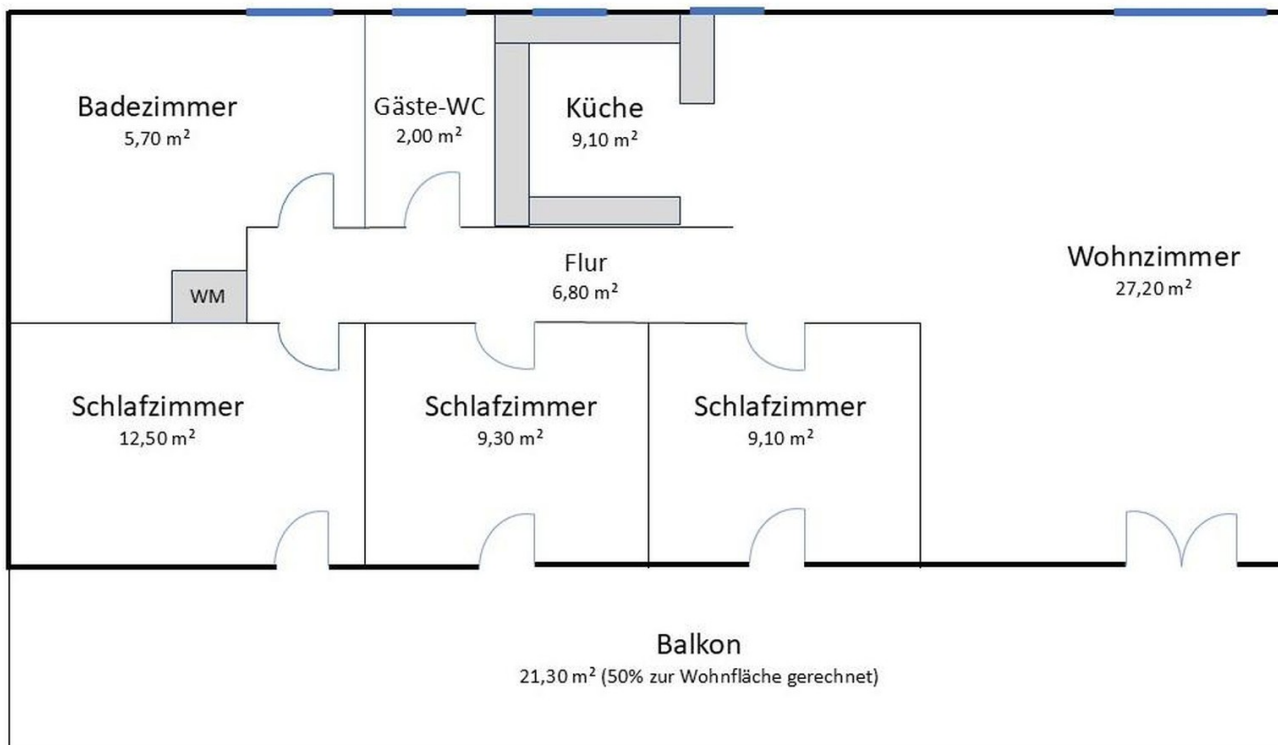 Badezimmer
5,70 m²
Gäste-WC
2,00 m²
Küche
9,10 m²
Flur
6,80 m²
Wohnzimmer
27,20 m²
WM
Schlafzimmer
12,50 m²
Schlafzimmer
9,30 m²
Schlafzimmer
9,10 m²
Balkon
21,30 m² (50% zur Wohnfläche gerechnet)